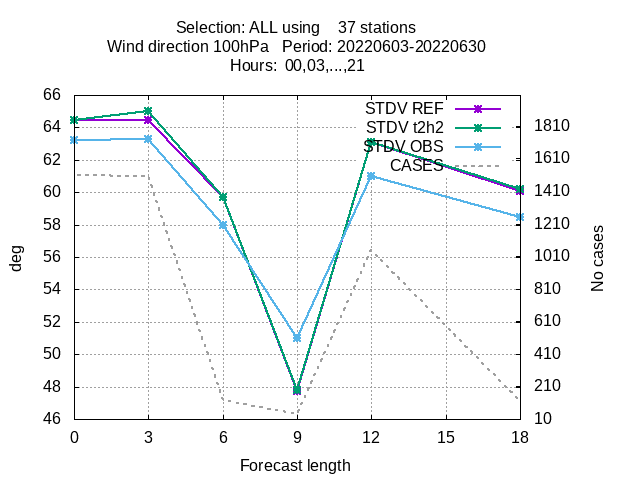 Selection: ALL using    37 stations
Wind direction 100hPa   Period: 20220603-20220630
Hours:  00,03,...,21
STDV REF
STDV t2h2
STDV OBS
CASES
66
64
62
60
58
56
54
52
50
48
46
1810
1610
1410
1210
1010
810
610
410
210
10
0 3 6 9 12 15 18
deg
No cases
Forecast length